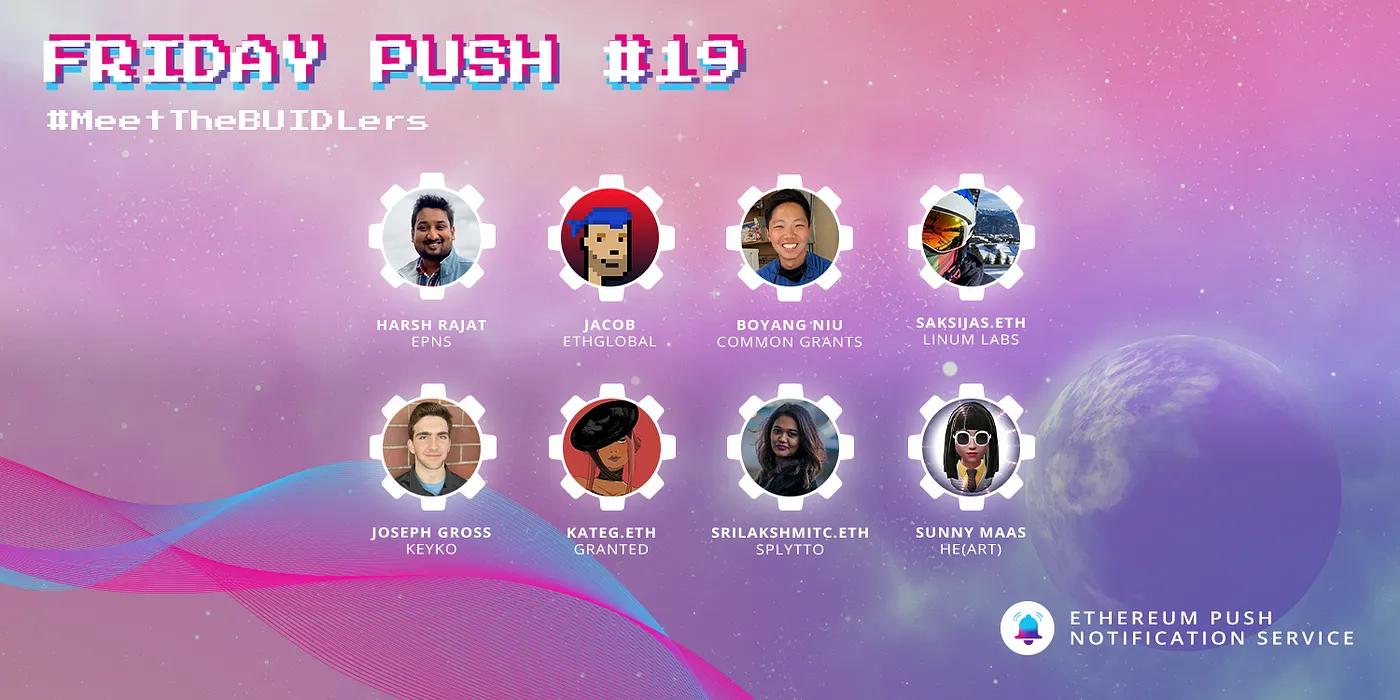 FRIDAY PUSH #19
#MeetTheBUIDLers
HARSH RAJAT
EPNS
JACOB
ETHGLOBAL
BOYANG NIU
COMMON GRANTS
SAKSIJAS.ETH
LINUM LABS
JOSEPH GROSS
KEYKO
KATEG.ETH
GRANTED
SRILAKSHMITC.ETH
SPLYTTO
SUNNY MAAS
HE(ART)
ETHEREUM PUSH
NOTIFICATION SERVICE